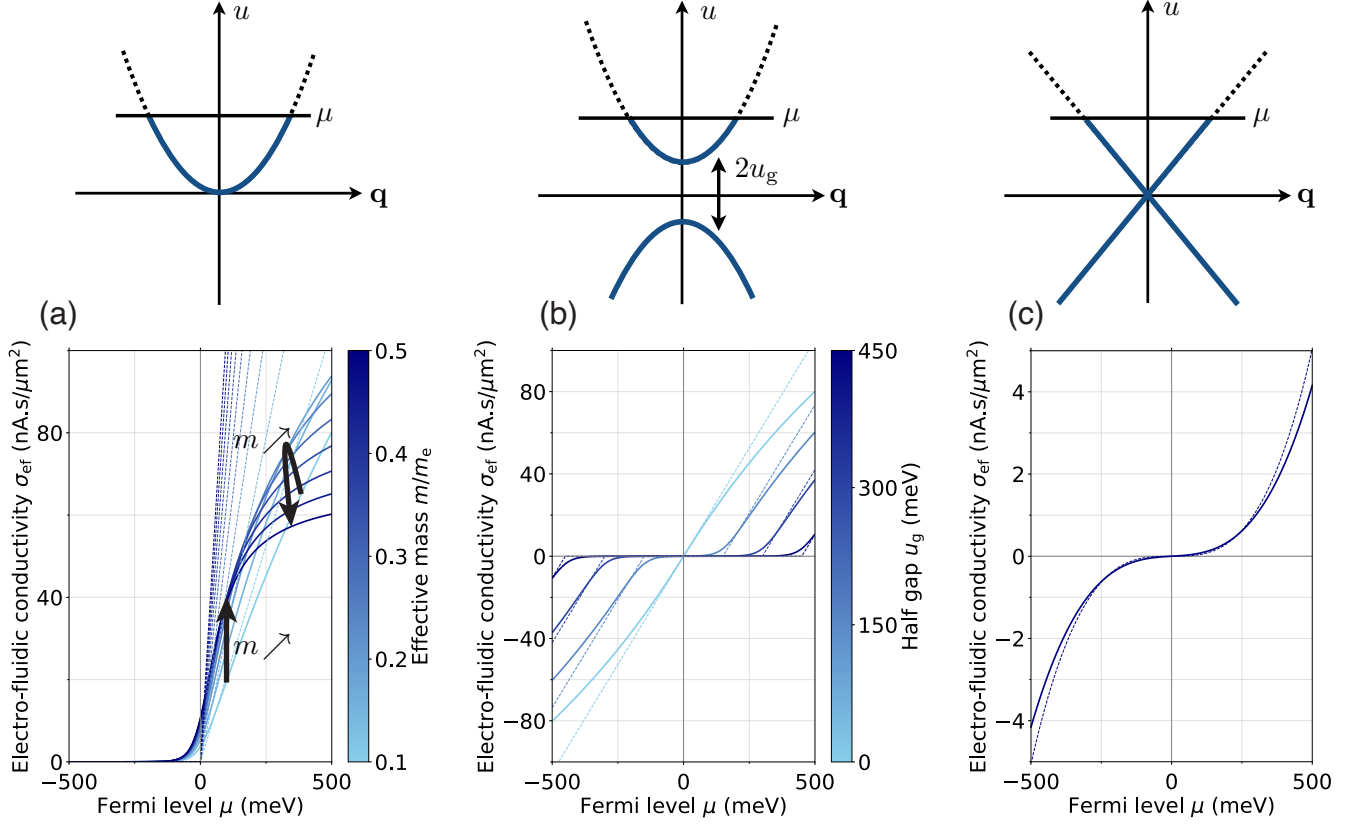 u
μ
q
u
μ
2u_g
q
u
μ
q
(a)
(b)
(c)
Electro-fluidic conductivity σ_ef (nA.s/μm²)
80
40
0
−500
0
500
Fermi level μ (meV)
m ↗
m ↗
0.5
0.4
0.3
0.2
0.1
Effective mass m/m_e
Electro-fluidic conductivity σ_ef (nA.s/μm²)
80
40
0
−40
−80
−500
0
500
Fermi level μ (meV)
450
300
150
0
Half gap u_g (meV)
Electro-fluidic conductivity σ_ef (nA.s/μm²)
4
2
0
−2
−4
−500
0
500
Fermi level μ (meV)